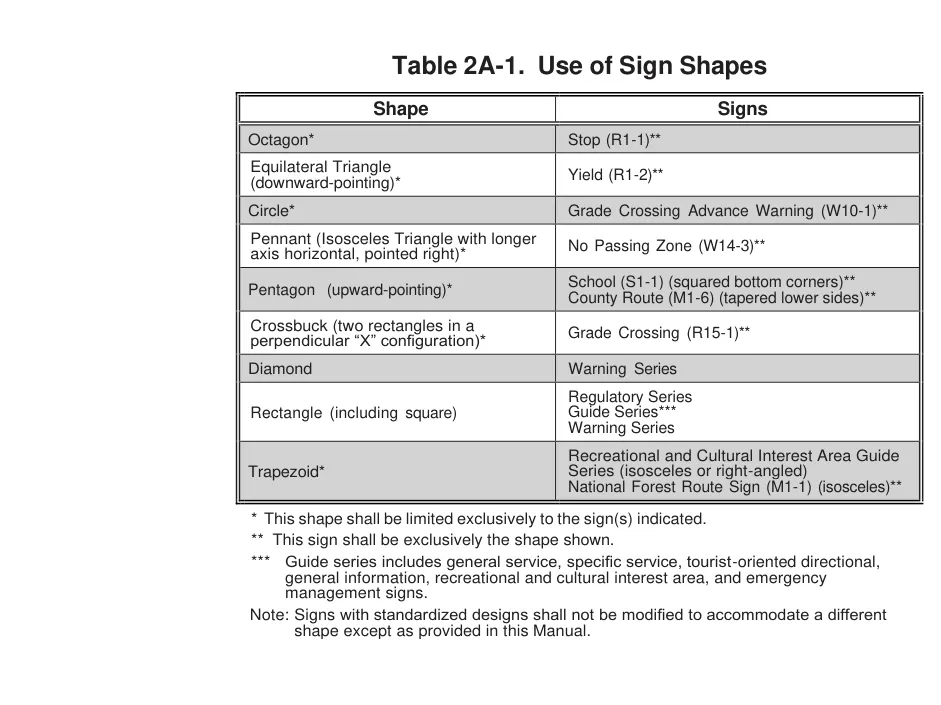 Table 2A-1. Use of Sign Shapes
Shape Signs
Octagon* Stop (R1-1)**
Equilateral Triangle
(downward-pointing)*
Yield (R1-2)**
Circle* Grade Crossing Advance Warning (W10-1)**
Pennant (Isosceles Triangle with longer
axis horizontal, pointed right)*
No Passing Zone (W14-3)**
Pentagon (upward-pointing)*
School (S1-1) (squared bottom corners)**
County Route (M1-6) (tapered lower sides)**
Crossbuck (two rectangles in a
perpendicular “X” configuration)*
Grade Crossing (R15-1)**
Diamond Warning Series
Rectangle (including square)
Regulatory Series
Guide Series***
Warning Series
Trapezoid*
Recreational and Cultural Interest Area Guide
Series (isosceles or right-angled)
National Forest Route Sign (M1-1) (isosceles)**
* This shape shall be limited exclusively to the sign(s) indicated.
** This sign shall be exclusively the shape shown.
*** Guide series includes general service, specific service, tourist-oriented directional,
general information, recreational and cultural interest area, and emergency
management signs.
Note: Signs with standardized designs shall not be modified to accommodate a different
shape except as provided in this Manual.